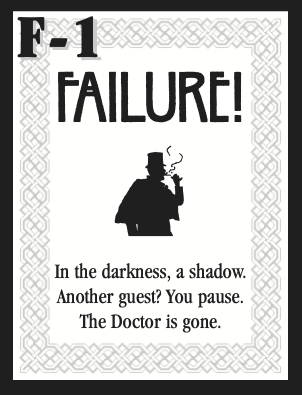 F-1
FAILURE!
In the darkness, a shadow.
Another guest? You pause.
The Doctor is gone.